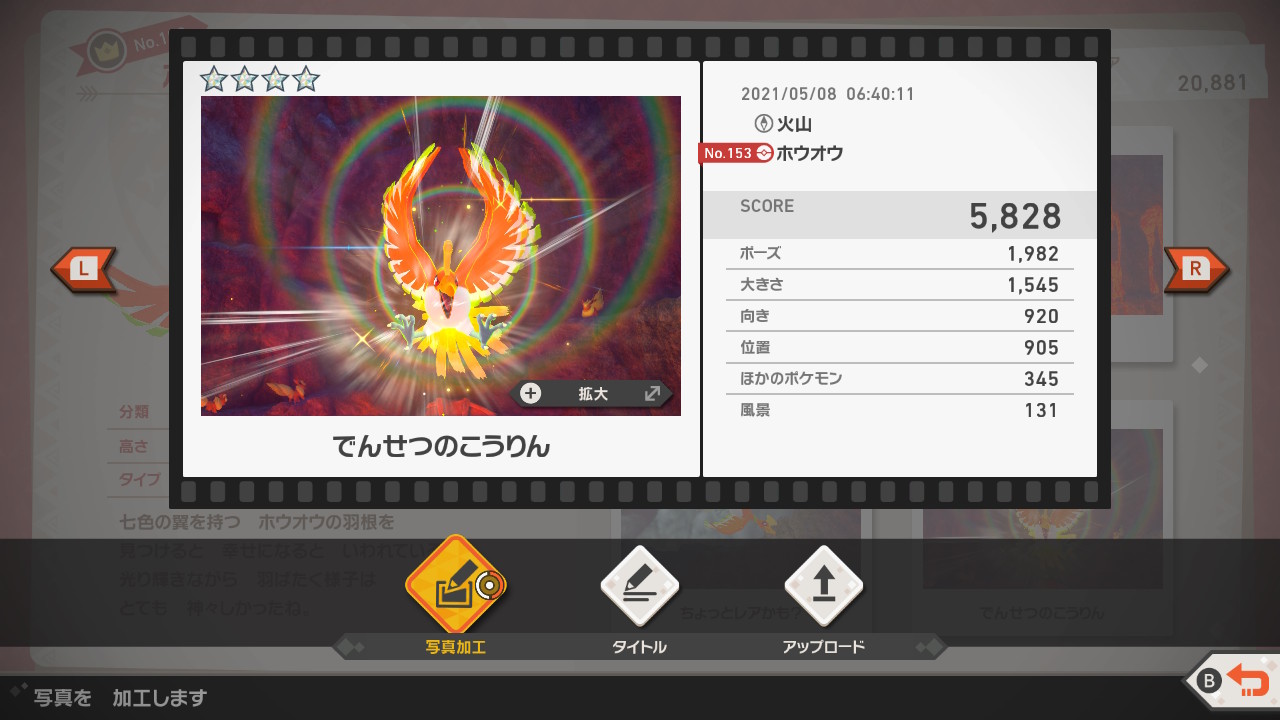 No.1
20,881
2021/05/08 06:40:11
火山
No.153 ホウオウ
SCORE
5,828
ポーズ 1,982
大きさ 1,545
向き 920
位置 905
ほかのポケモン 345
風景 131
L
R
拡大
でんせつのこうりん
分類
高さ
タイプ
七色の翼を持つ ホウオウの羽根を
見つけると 幸せになると いわれてい
光り輝きながら 羽ばたく様子は
とても 神々しかったね。
ちょっとレアかも?
でんせつのこうりん
写真加工
タイトル
アップロード
写真を 加工します
B